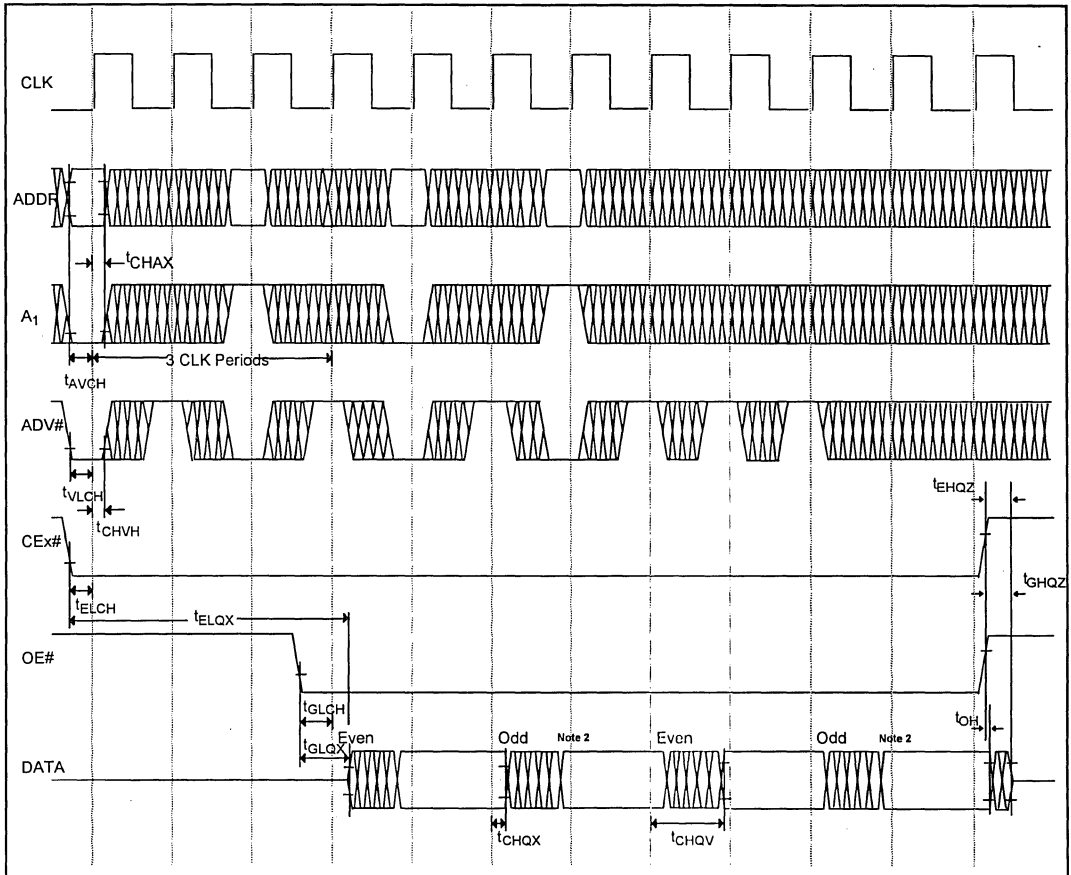 CLK
ADDR
tCHAX
A1
3 CLK Periods
tAVCH
ADV#
tVLCH
tCHVH
tEHQZ
CEx#
tELCH
tELQX
tGHQZ
OE#
tGLCH
tGLQX
tOH
Even Odd Note 2 Even Odd Note 2
DATA
tCHQX
tCHQV